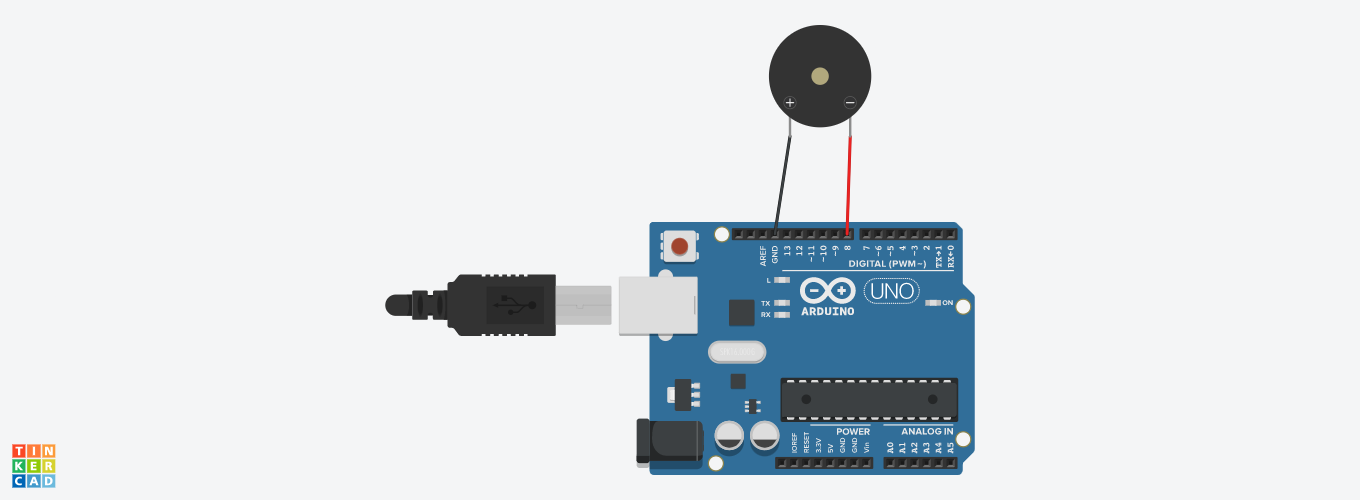 + −
AREF
GND
13
12
~11
~10
~9
8
7
~6
~5
4
~3
2
TX→1
RX←0
DIGITAL (PWM~)
L
TX
RX
UNO
ON
ARDUINO
POWER
ANALOG IN
IOREF
RESET
3.3V
5V
GND
GND
Vin
A0
A1
A2
A3
A4
A5
TIN
KER
CAD